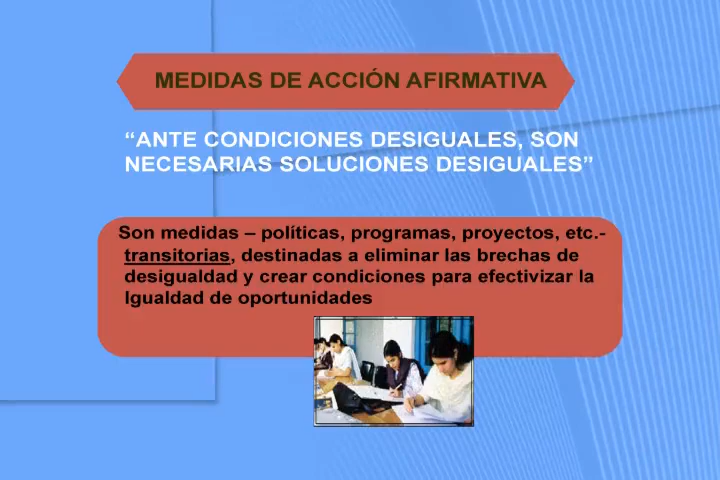 MEDIDAS DE ACCIÓN AFIRMATIVA
“ANTE CONDICIONES DESIGUALES, SON
NECESARIAS SOLUCIONES DESIGUALES”
Son medidas – políticas, programas, proyectos, etc.-
transitorias, destinadas a eliminar las brechas de
desigualdad y crear condiciones para efectivizar la
Igualdad de oportunidades